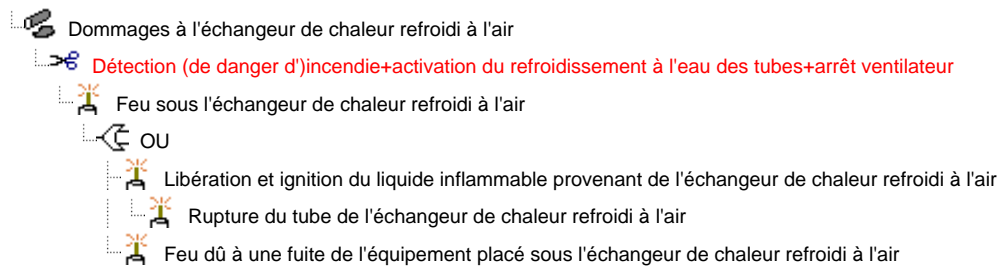 Dommages à l'échangeur de chaleur refroidi à l'air
Détection (de danger d')incendie+activation du refroidissement à l'eau des tubes+arrêt ventilateur
Feu sous l'échangeur de chaleur refroidi à l'air
OU
Libération et ignition du liquide inflammable provenant de l'échangeur de chaleur refroidi à l'air
Rupture du tube de l'échangeur de chaleur refroidi à l'air
Feu dû à une fuite de l'équipement placé sous l'échangeur de chaleur refroidi à l'air